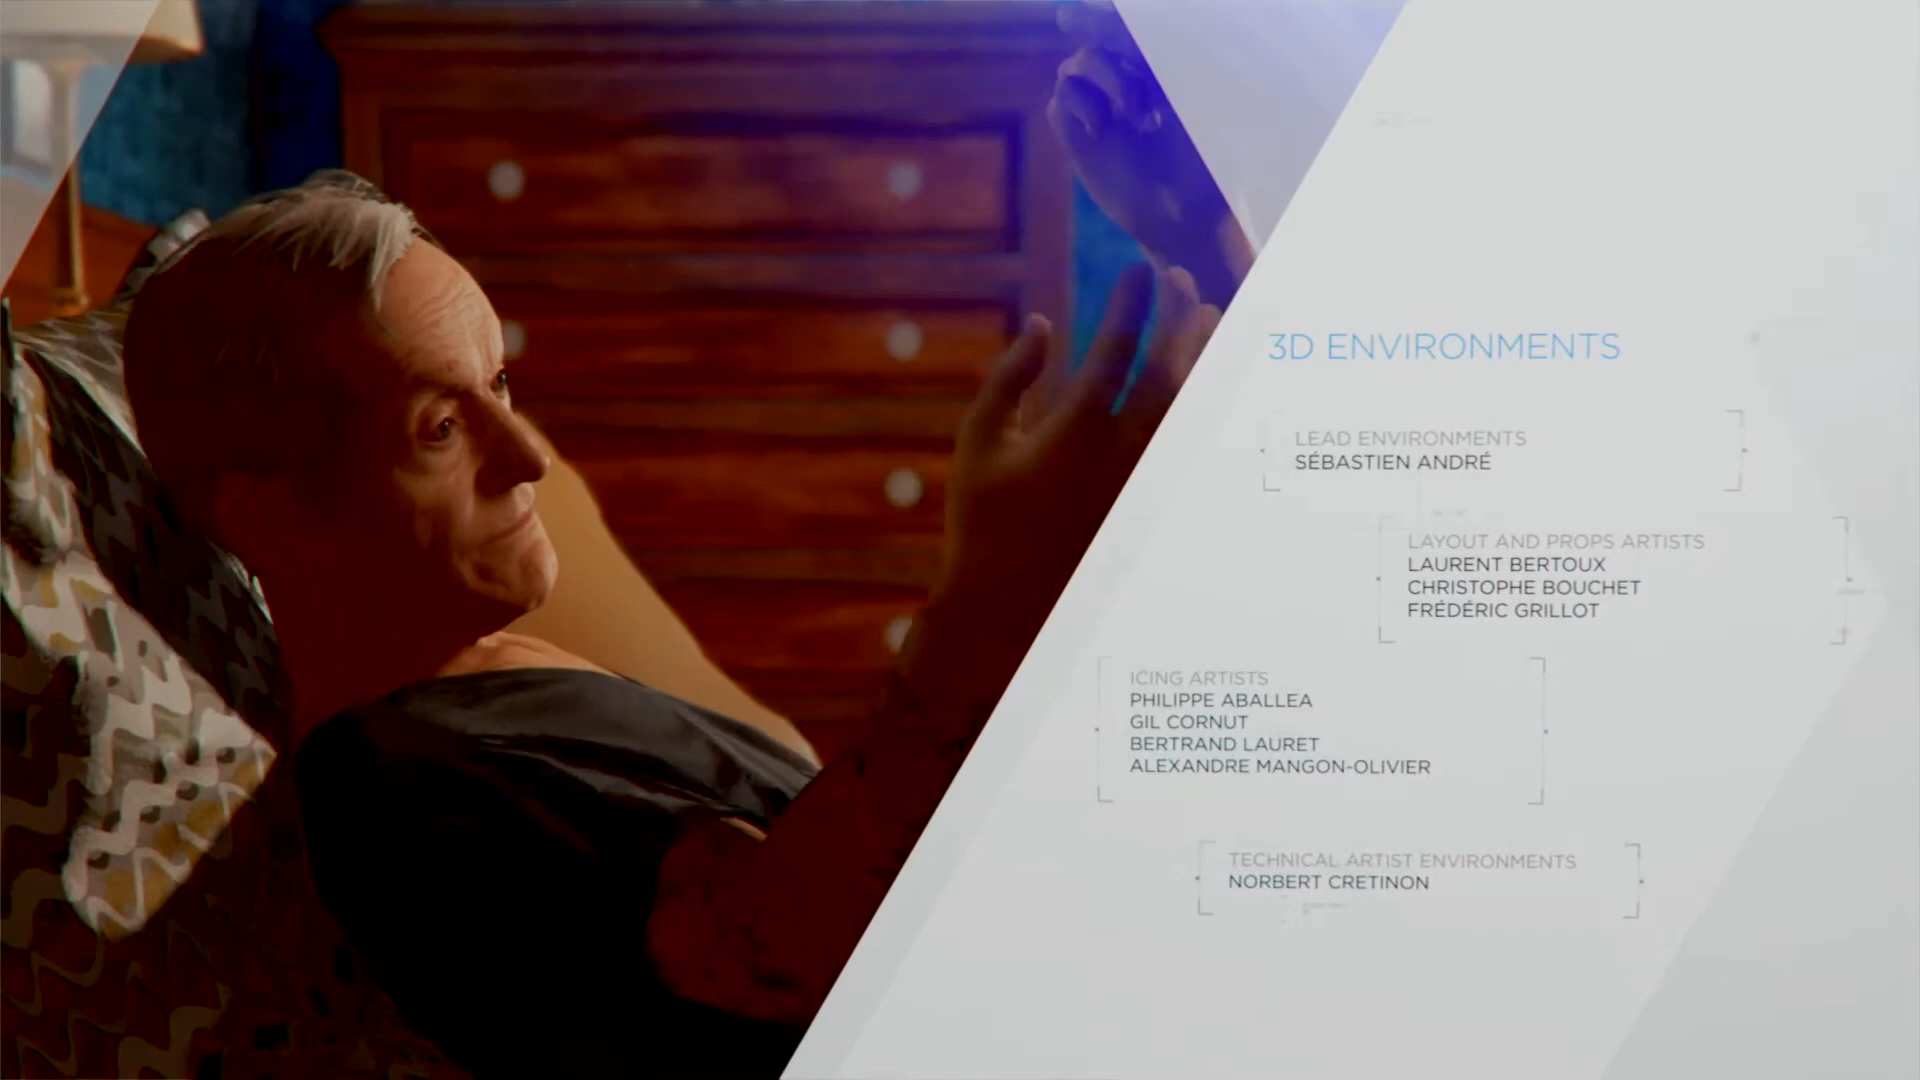 3D ENVIRONMENTS
LEAD ENVIRONMENTS
SÉBASTIEN ANDRÉ
LAYOUT AND PROPS ARTISTS
LAURENT BERTOUX
CHRISTOPHE BOUCHET
FRÉDÉRIC GRILLOT
ICING ARTISTS
PHILIPPE ABALLEA
GIL CORNUT
BERTRAND LAURET
ALEXANDRE MANGON-OLIVIER
TECHNICAL ARTIST ENVIRONMENTS
NORBERT CRETINON